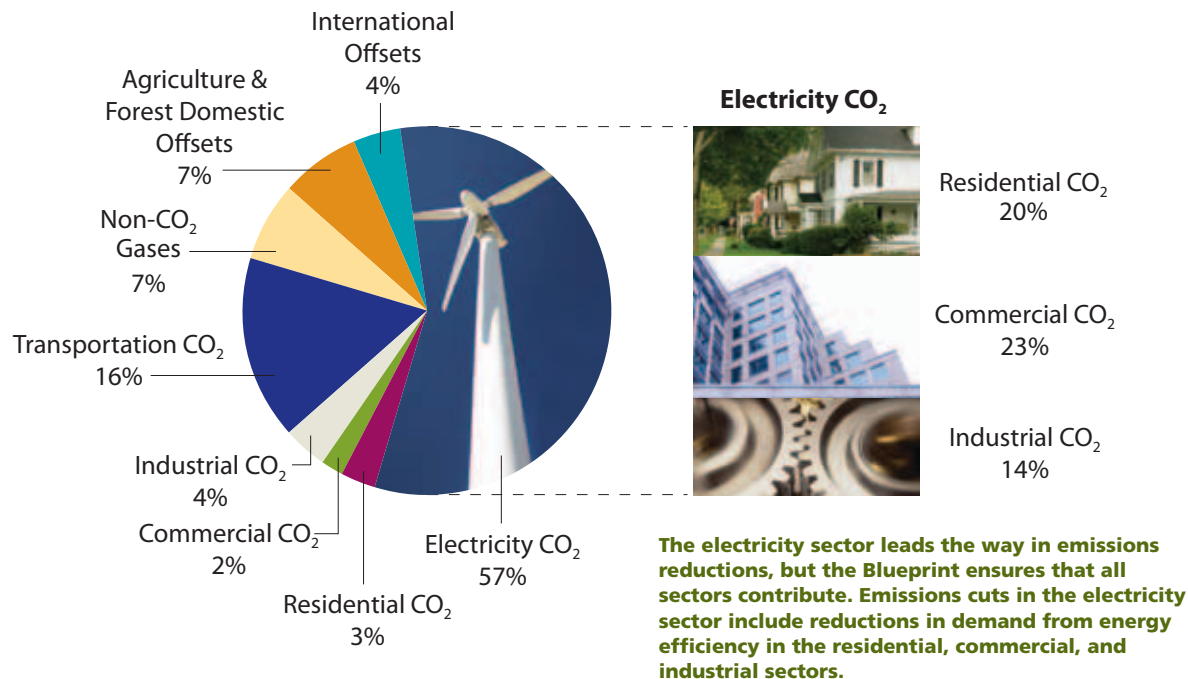 International
Offsets
4%
Agriculture &
Forest Domestic
Offsets
7%
Non-CO₂
Gases
7%
Transportation CO₂
16%
Industrial CO₂
4%
Commercial CO₂
2%
Residential CO₂
3%
Electricity CO₂
57%
Electricity CO₂
Residential CO₂
20%
Commercial CO₂
23%
Industrial CO₂
14%
The electricity sector leads the way in emissions
reductions, but the Blueprint ensures that all
sectors contribute. Emissions cuts in the electricity
sector include reductions in demand from energy
efficiency in the residential, commercial, and
industrial sectors.